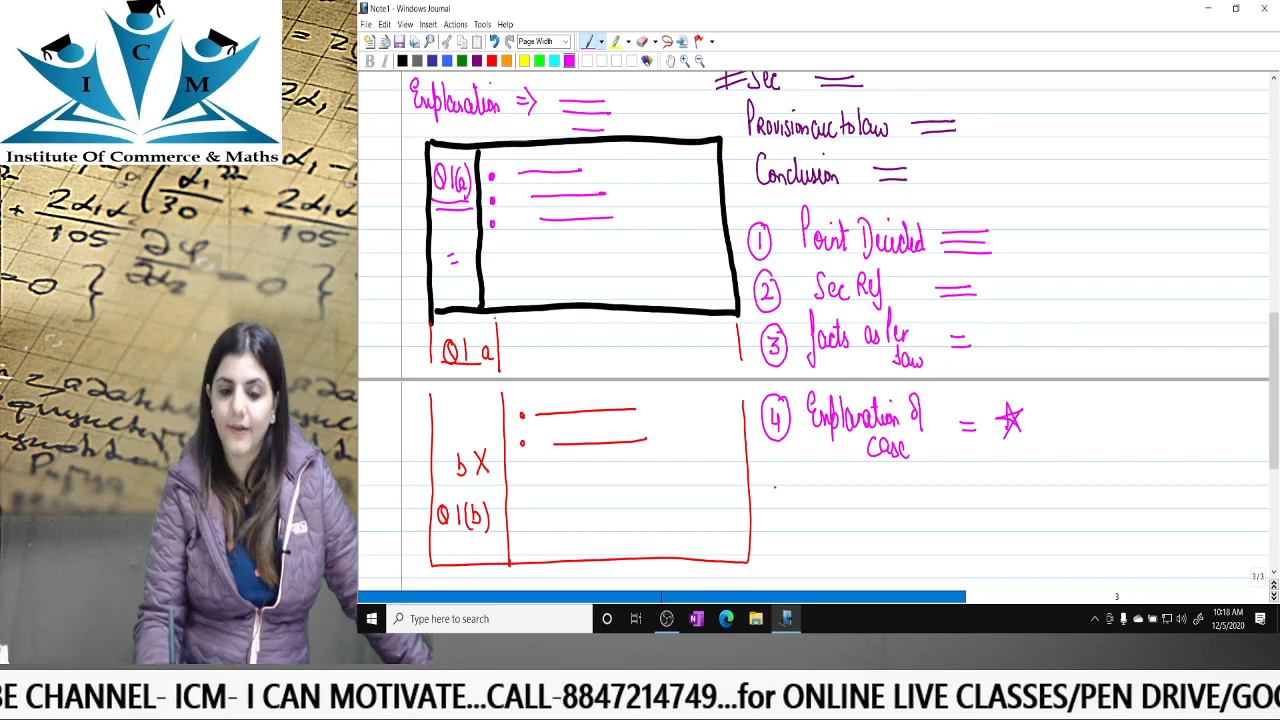 I C M
Institute Of Commerce & Maths
Note1 - Windows Journal
File Edit View Insert Actions Tools Help
Page Width
B I
Explanation =>
Sec
Provision acc to law
Conclusion
Q1(a)
=
1 Point Decided
2 Sec Ref
3 facts as Per law =
Q1 a
4 Explanation of case =
b X
Q1(b)
3/3
3
Type here to search
10:18 AM
12/5/2020
BE CHANNEL- ICM- I CAN MOTIVATE...CALL-8847214749...for ONLINE LIVE CLASSES/PEN DRIVE/GOO